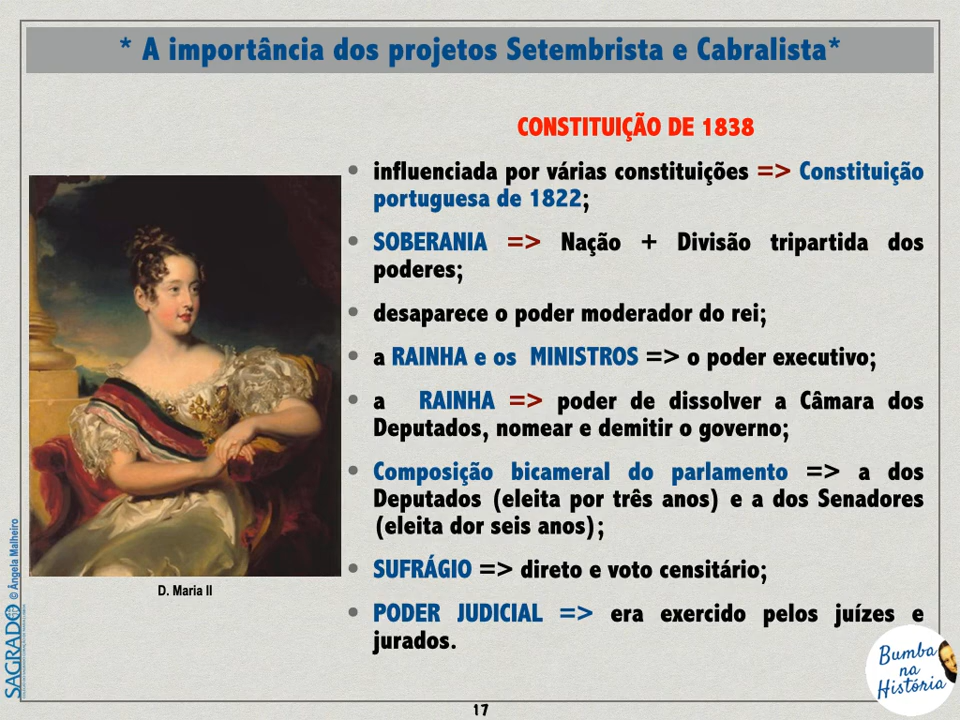 * A importância dos projetos Setembrista e Cabralista*
CONSTITUIÇÃO DE 1838
• influenciada por várias constituições => Constituição
portuguesa de 1822;
• SOBERANIA => Nação + Divisão tripartida dos
poderes;
• desaparece o poder moderador do rei;
• a RAINHA e os MINISTROS => o poder executivo;
• a RAINHA => poder de dissolver a Câmara dos
Deputados, nomear e demitir o governo;
• Composição bicameral do parlamento => a dos
Deputados (eleita por três anos) e a dos Senadores
(eleita dor seis anos);
• SUFRÁGIO => direto e voto censitário;
• PODER JUDICIAL => era exercido pelos juízes e
jurados.
D. Maria II
SAGRADO © Ângela Malheiro
Bumba
na
História
17